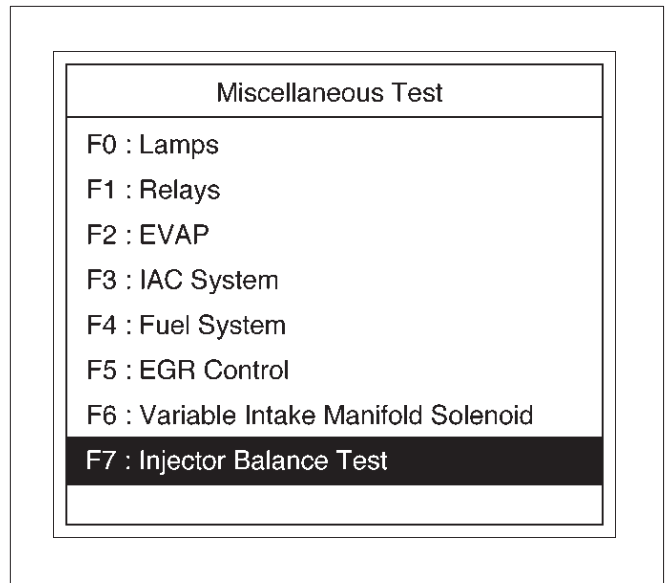 Miscellaneous Test
F0 : Lamps
F1 : Relays
F2 : EVAP
F3 : IAC System
F4 : Fuel System
F5 : EGR Control
F6 : Variable Intake Manifold Solenoid
F7 : Injector Balance Test